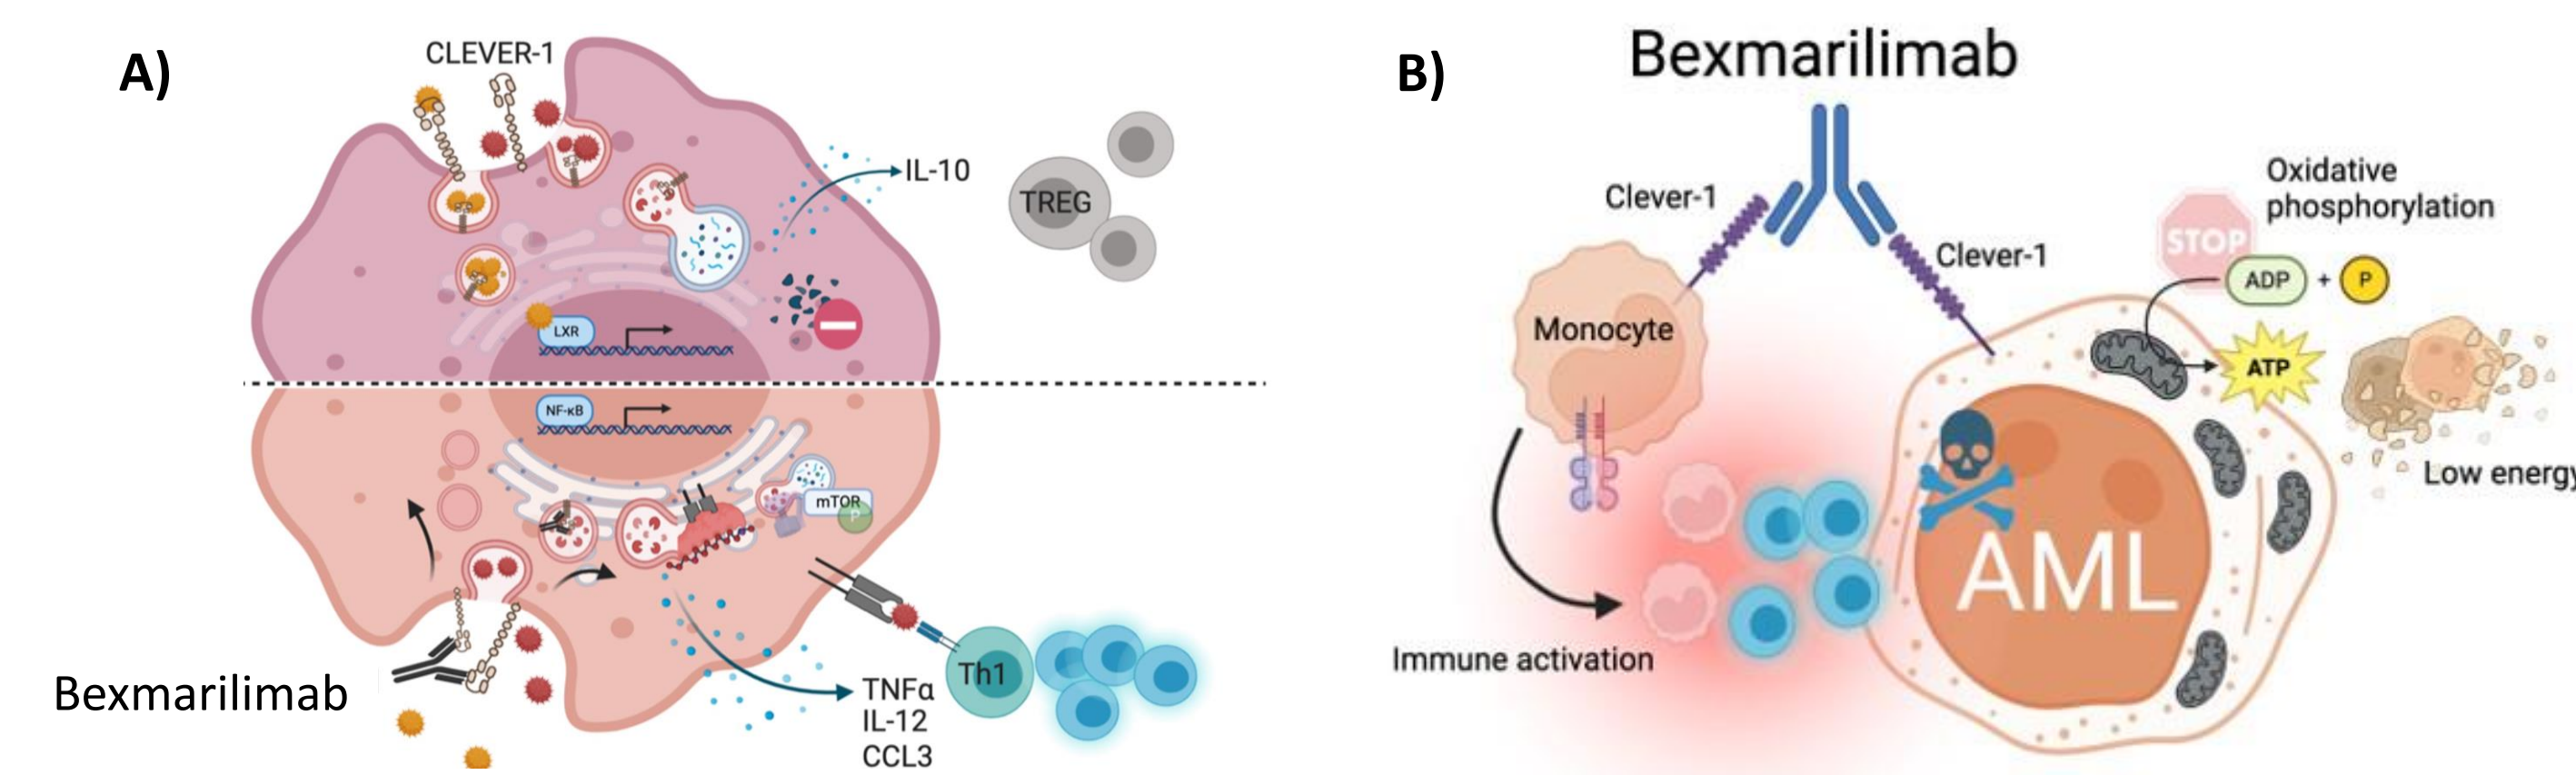 A)
CLEVER-1
IL-10
TREG
LXR
NF-κB
mTOR
P
Bexmarilimab
Th1
TNFα
IL-12
CCL3
B)
Bexmarilimab
Clever-1
Clever-1
Monocyte
Immune activation
AML
Oxidative
phosphorylation
STOP
ADP + P
ATP
Low energy